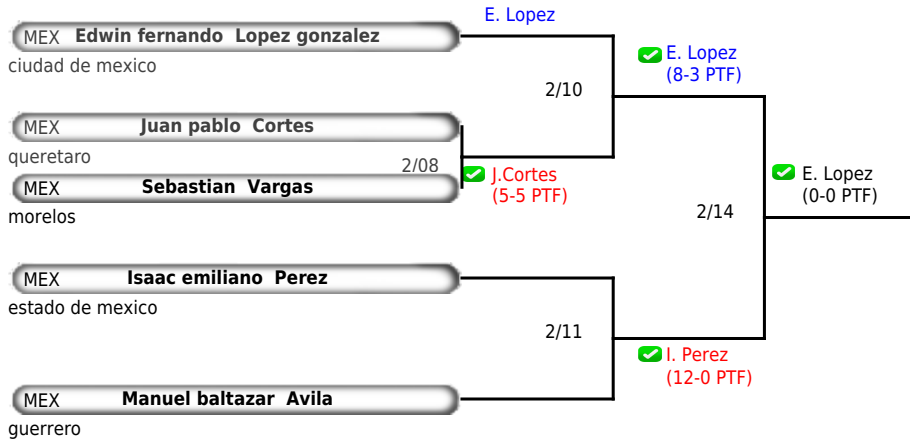 E. Lopez
MEX Edwin fernando Lopez gonzalez
ciudad de mexico
E. Lopez
(8-3 PTF)
2/10
MEX Juan pablo Cortes
queretaro
2/08
J.Cortes
(5-5 PTF)
MEX Sebastian Vargas
morelos
E. Lopez
(0-0 PTF)
2/14
MEX Isaac emiliano Perez
estado de mexico
2/11
I. Perez
(12-0 PTF)
MEX Manuel baltazar Avila
guerrero